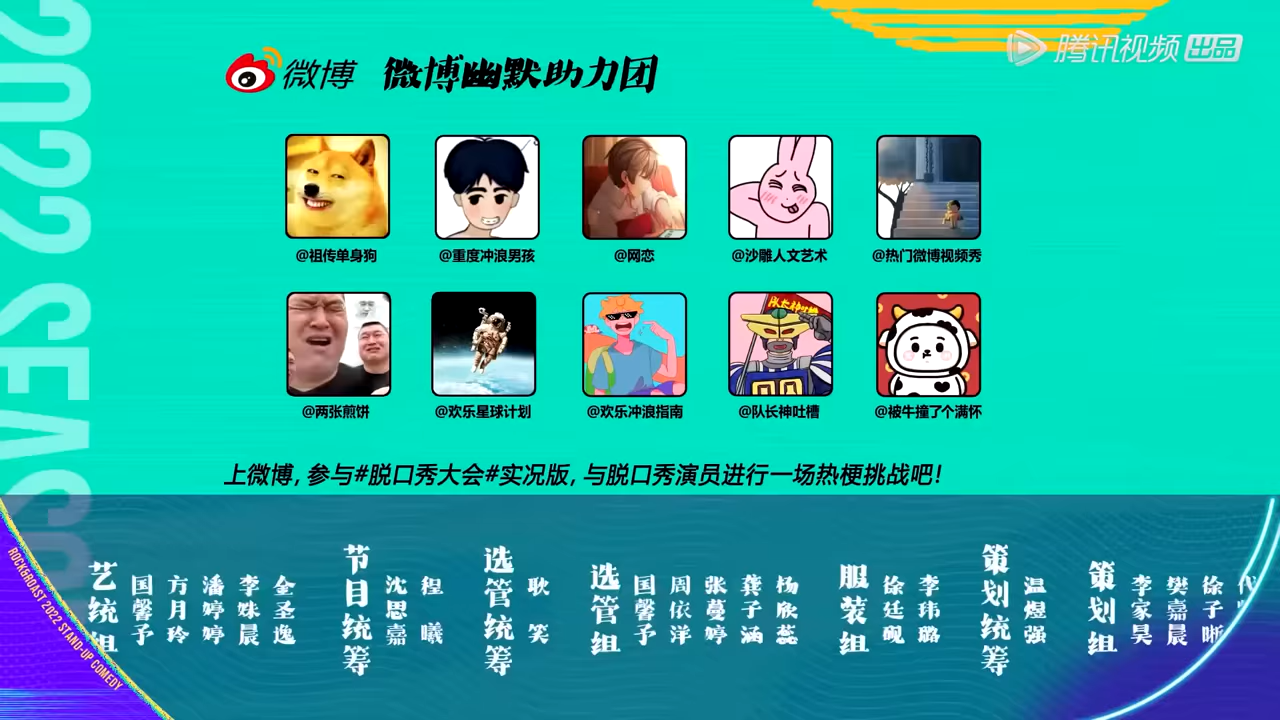 腾讯视频 出品
微博 微博幽默助力团
@祖传单身狗
@重度冲浪男孩
@网恋
@沙雕人文艺术
@热门微博视频秀
队长神吐槽
@两张煎饼
@欢乐星球计划
@欢乐冲浪指南
@队长神吐槽
@被牛撞了个满怀
上微博, 参与#脱口秀大会#实况版, 与脱口秀演员进行一场热梗挑战吧!
2022 SEASO
ROCK&ROAST 2022 STAND-UP COMEDY
艺统组
国馨予
方月玲
潘婷婷
李姝晨
金圣逸
节目统筹
沈思嘉
程曦
选管统筹
耿笑
选管组
国馨予
周依洋
张蔓婷
龚子涵
杨欣蕊
服装组
徐廷砚
李玮璐
策划统筹
温煜强
策划组
李家昊
樊嘉晨
徐子晰